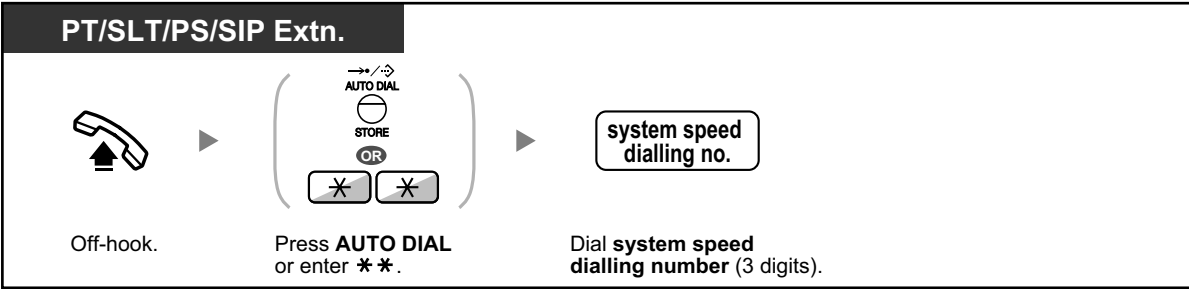 PT/SLT/PS/SIP Extn.
AUTO DIAL
STORE
OR
* *
system speed
dialling no.
Off-hook.
Press AUTO DIAL
or enter **.
Dial system speed
dialling number (3 digits).